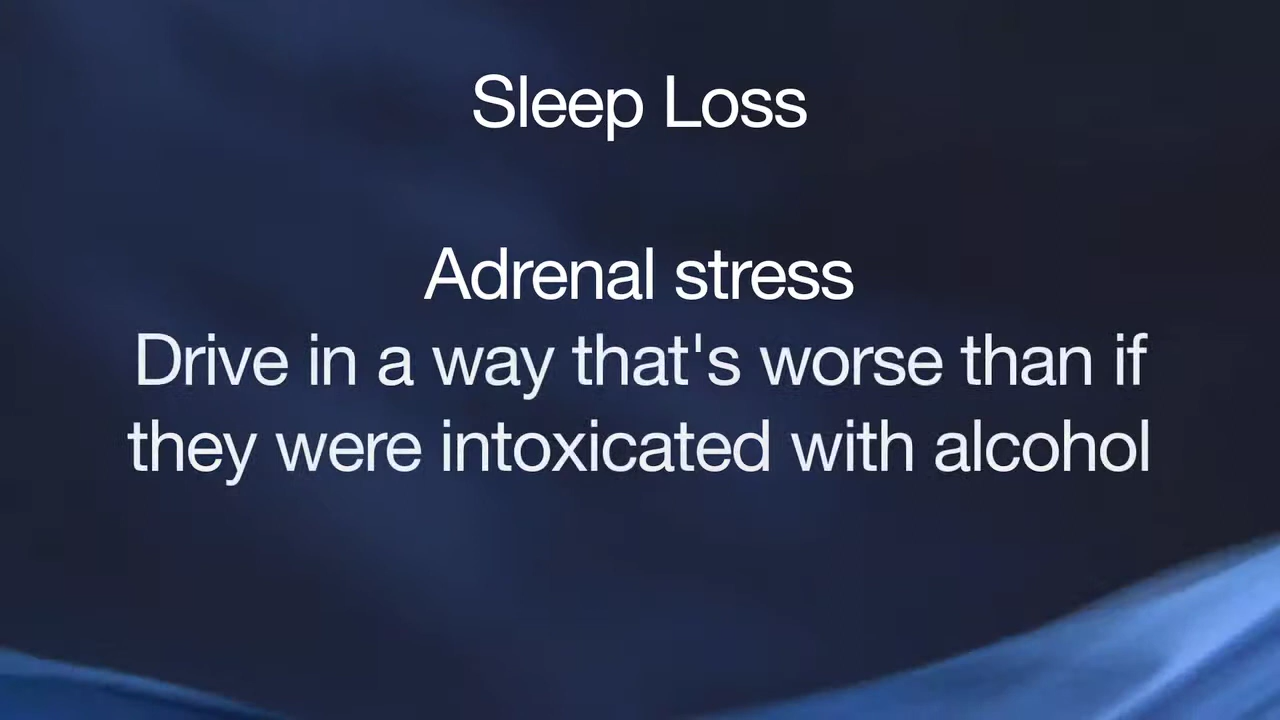 Sleep Loss
Adrenal stress
Drive in a way that's worse than if
they were intoxicated with alcohol